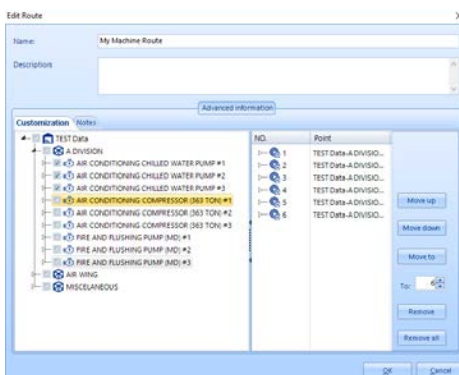 Edit Route
Name:
My Machine Route
Description:
Advanced information
Customization Notes
TEST Data
A DIVISION
AIR CONDITIONING CHILLED WATER PUMP #1
AIR CONDITIONING CHILLED WATER PUMP #2
AIR CONDITIONING CHILLED WATER PUMP #3
AIR CONDITIONING COMPRESSOR (363 TON) #1
AIR CONDITIONING COMPRESSOR (363 TON) #2
AIR CONDITIONING COMPRESSOR (363 TON) #3
FIRE AND FLUSHING PUMP (MD) #1
FIRE AND FLUSHING PUMP (MD) #2
FIRE AND FLUSHING PUMP (MD) #3
AIR WING
MISCELANEOUS
NO. Point
1 TEST Data-A DIVISIO...
2 TEST Data-A DIVISIO...
3 TEST Data-A DIVISIO...
4 TEST Data-A DIVISIO...
5 TEST Data-A DIVISIO...
6 TEST Data-A DIVISIO...
Move up
Move down
Move to
To: 6
Remove
Remove all
OK Cancel